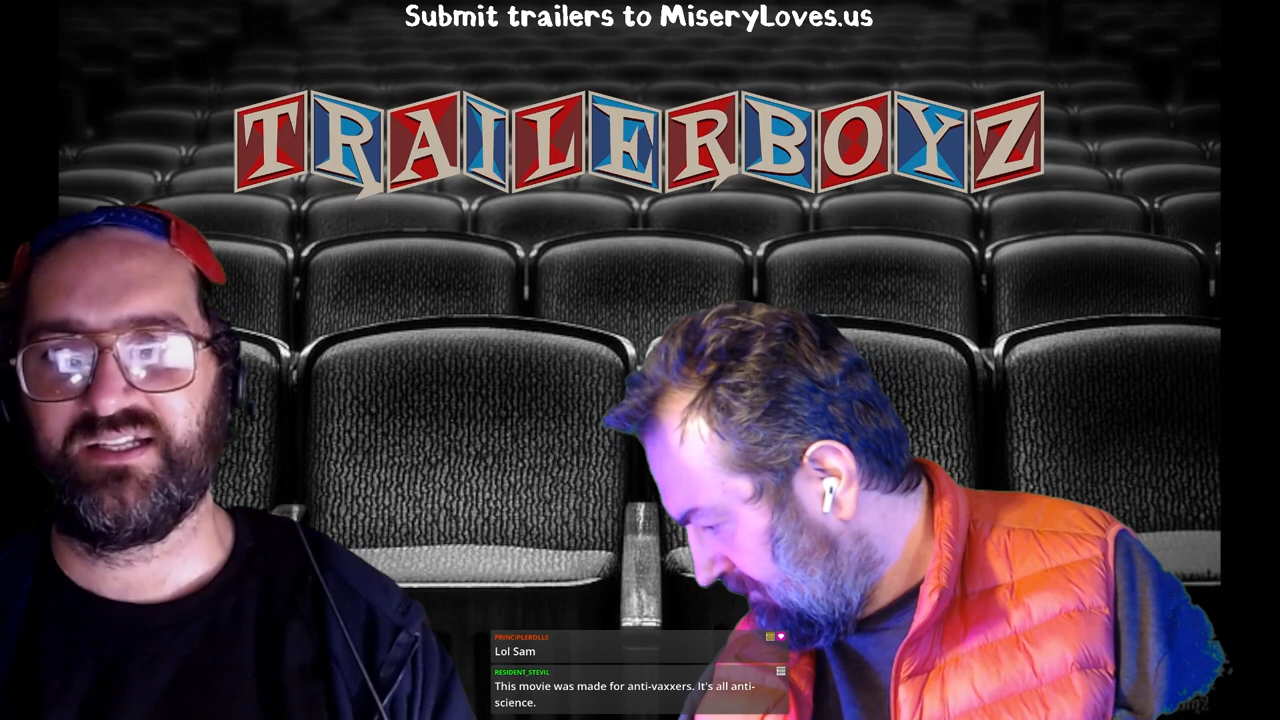 Submit trailers to MiseryLoves.us
TRAILERBOYZ
PRINCIPLEROLLS
Lol Sam
RESIDENT_STEVIL
This movie was made for anti-vaxxers. It's all anti-
science.